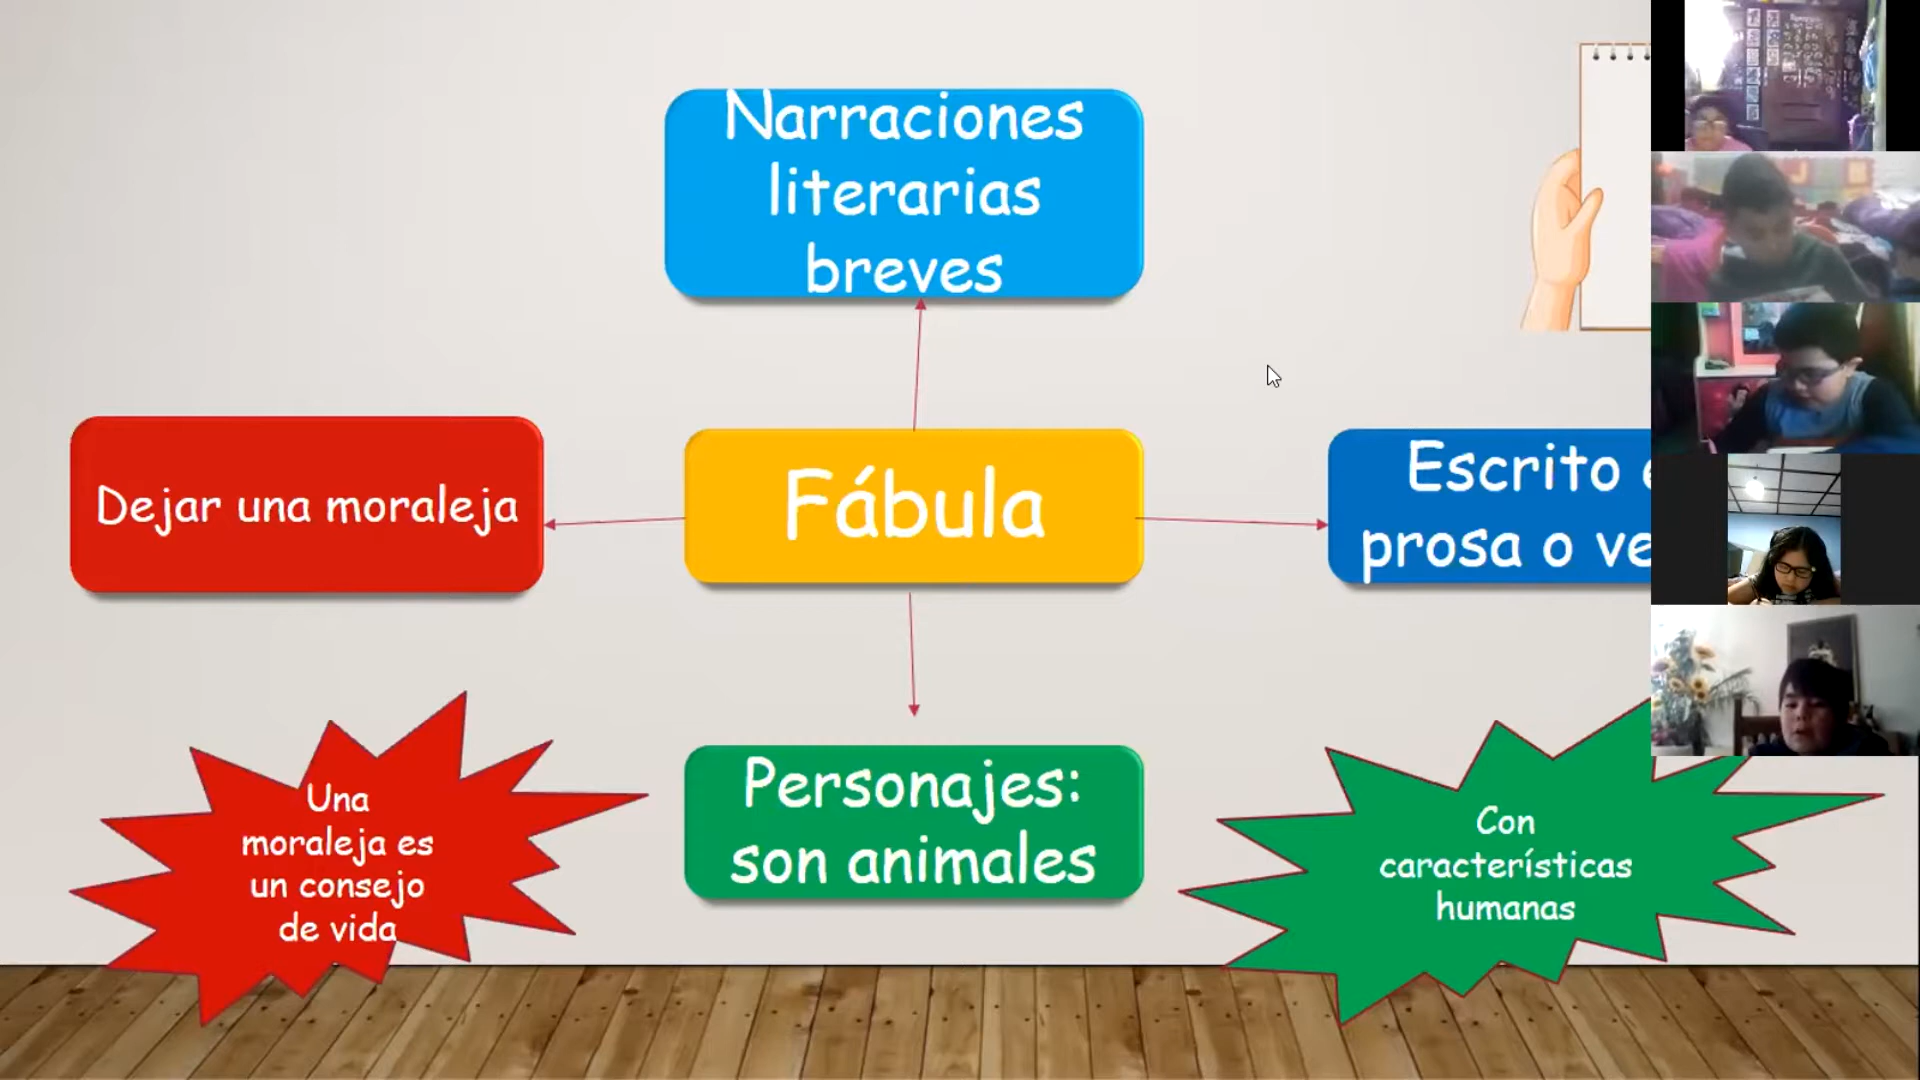 Narraciones
literarias
breves
Dejar una moraleja
Fábula
Escrito
prosa o
Personajes:
son animales
Una
moraleja es
un consejo
de vida
Con
características
humanas